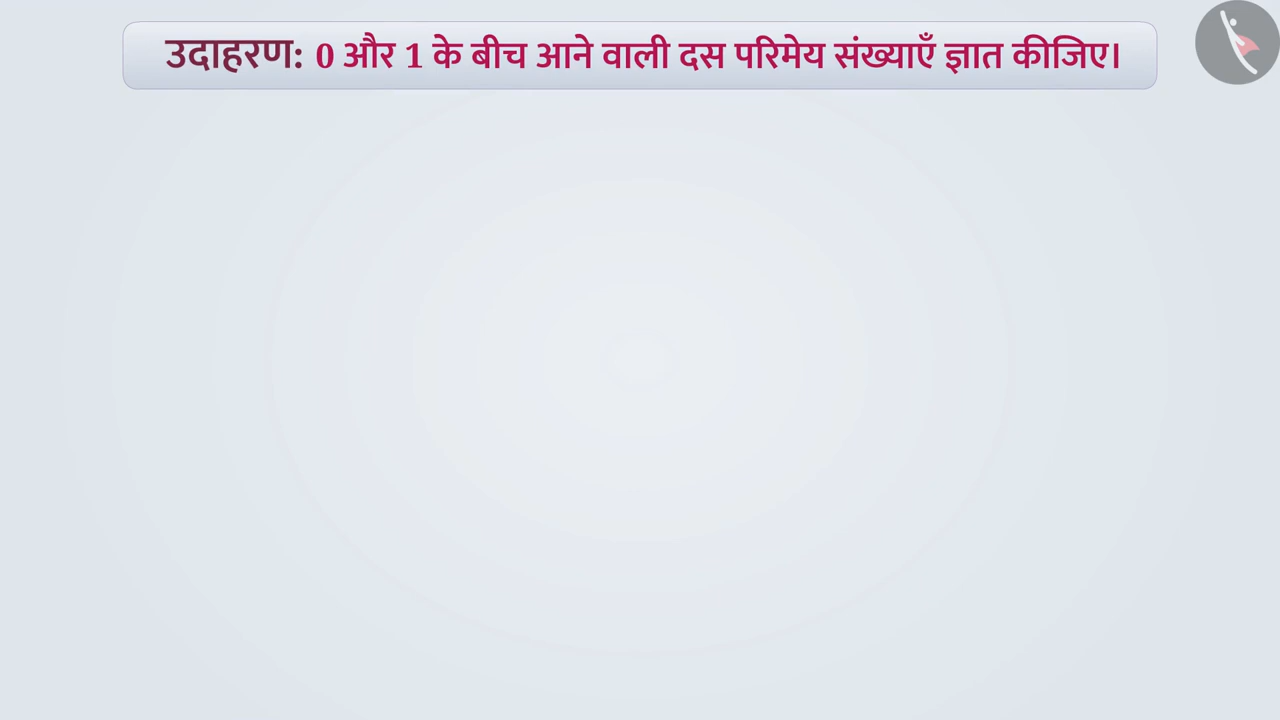 उदाहरण: 0 और 1 के बीच आने वाली दस परिमेय संख्याएँ ज्ञात कीजिए।